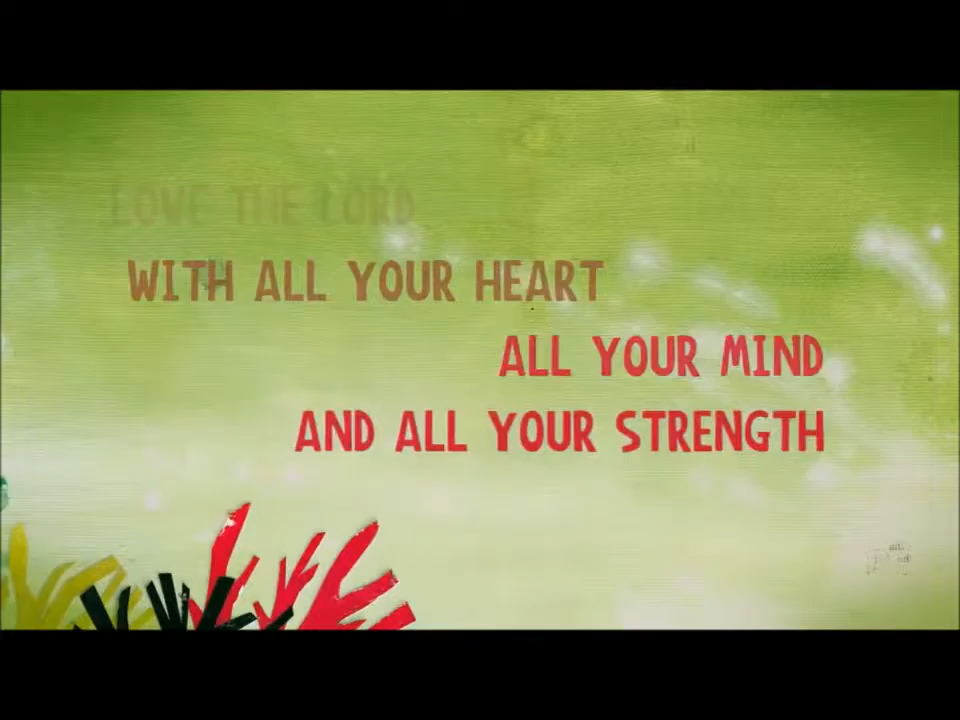 LOVE THE LORD
WITH ALL YOUR HEART
ALL YOUR MIND
AND ALL YOUR STRENGTH